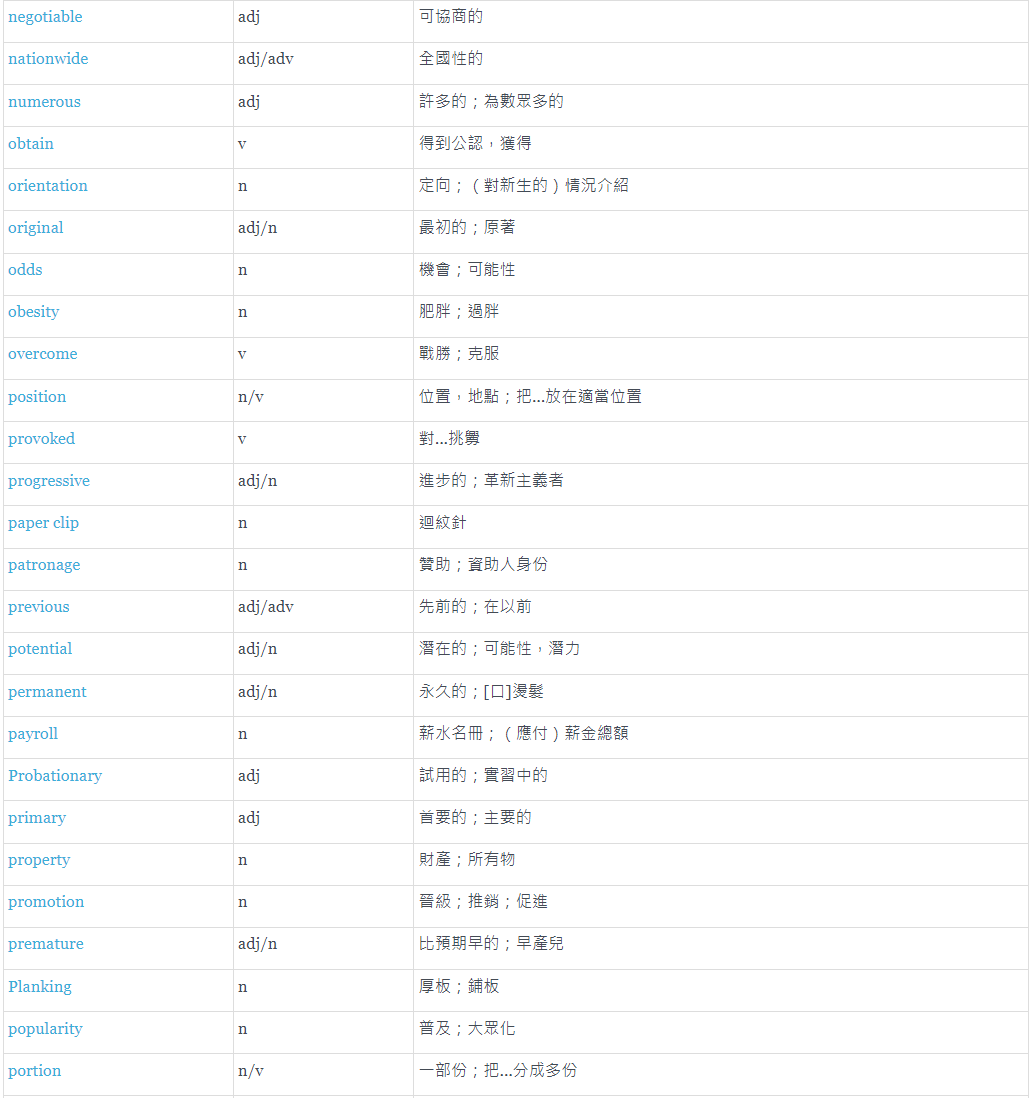 negotiable adj 可協商的
nationwide adj/adv 全國性的
numerous adj 許多的；為數眾多的
obtain v 得到公認，獲得
orientation n 定向；（對新生的）情況介紹
original adj/n 最初的；原著
odds n 機會；可能性
obesity n 肥胖；過胖
overcome v 戰勝；克服
position n/v 位置，地點；把...放在適當位置
provoked v 對...挑釁
progressive adj/n 進步的；革新主義者
paper clip n 迴紋針
patronage n 贊助；資助人身份
previous adj/adv 先前的；在以前
potential adj/n 潛在的；可能性，潛力
permanent adj/n 永久的；[口]燙髮
payroll n 薪水名冊；（應付）薪金總額
Probationary adj 試用的；實習中的
primary adj 首要的；主要的
property n 財產；所有物
promotion n 晉級；推銷；促進
premature adj/n 比預期早的；早產兒
Planking n 厚板；鋪板
popularity n 普及；大眾化
portion n/v 一部份；把...分成多份